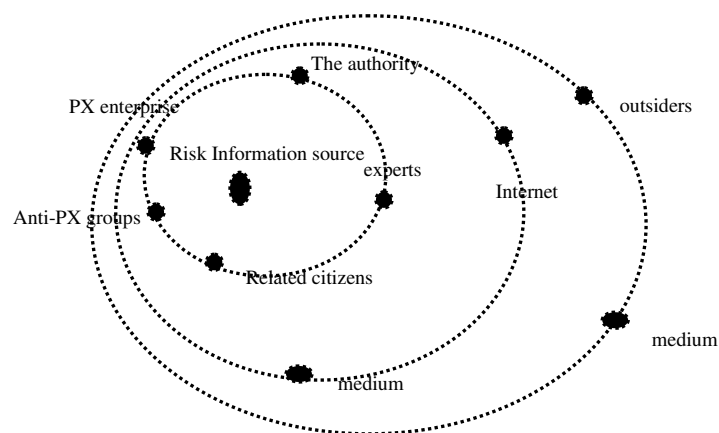 The authority
PX enterprise
outsiders
Risk Information source
experts
Internet
Anti-PX groups
Related citizens
medium
medium